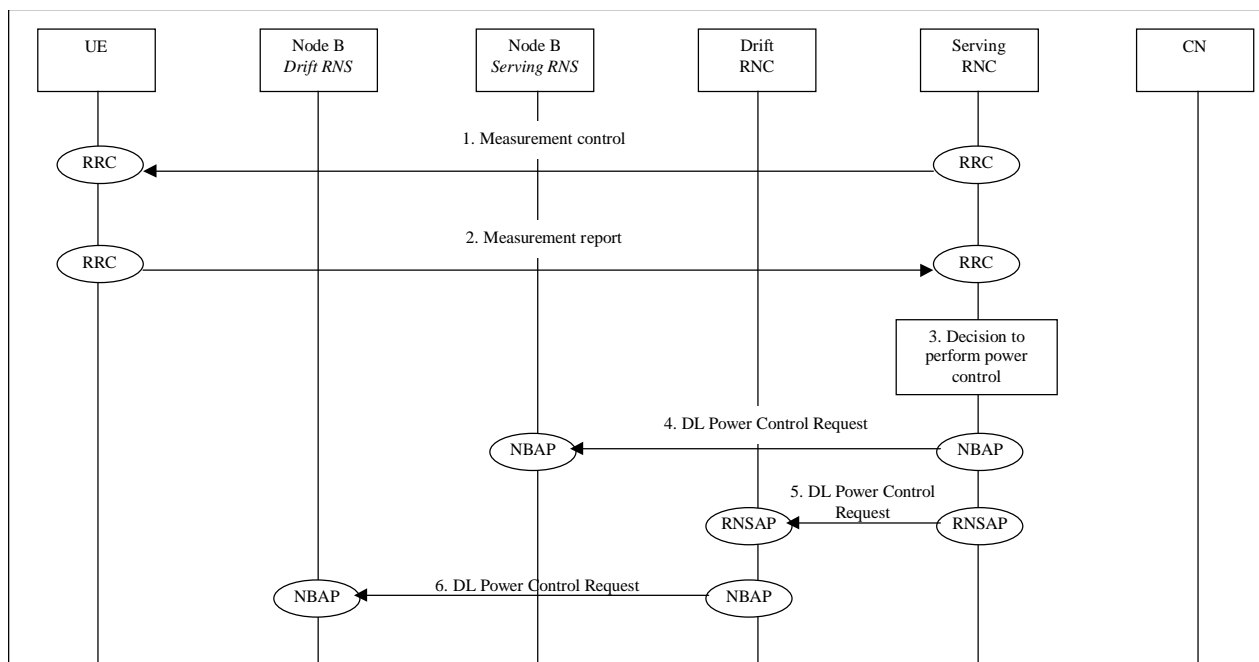 UE
Node B
Drift RNS
Node B
Serving RNS
Drift
RNC
Serving
RNC
CN
1. Measurement control
RRC
RRC
2. Measurement report
RRC
RRC
3. Decision to
perform power
control
4. DL Power Control Request
NBAP
NBAP
5. DL Power Control
Request
RNSAP
RNSAP
6. DL Power Control Request
NBAP
NBAP